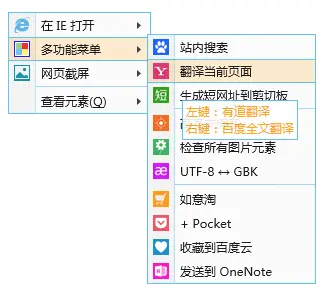 在 IE 打开
多功能菜单
网页截屏
查看元素(Q)
站内搜索
翻译当前页面
生成短网址到剪切板
左键：有道翻译
右键：百度全文翻译
检查所有图片元素
UTF-8 ↔ GBK
如意淘
+ Pocket
收藏到百度云
发送到 OneNote